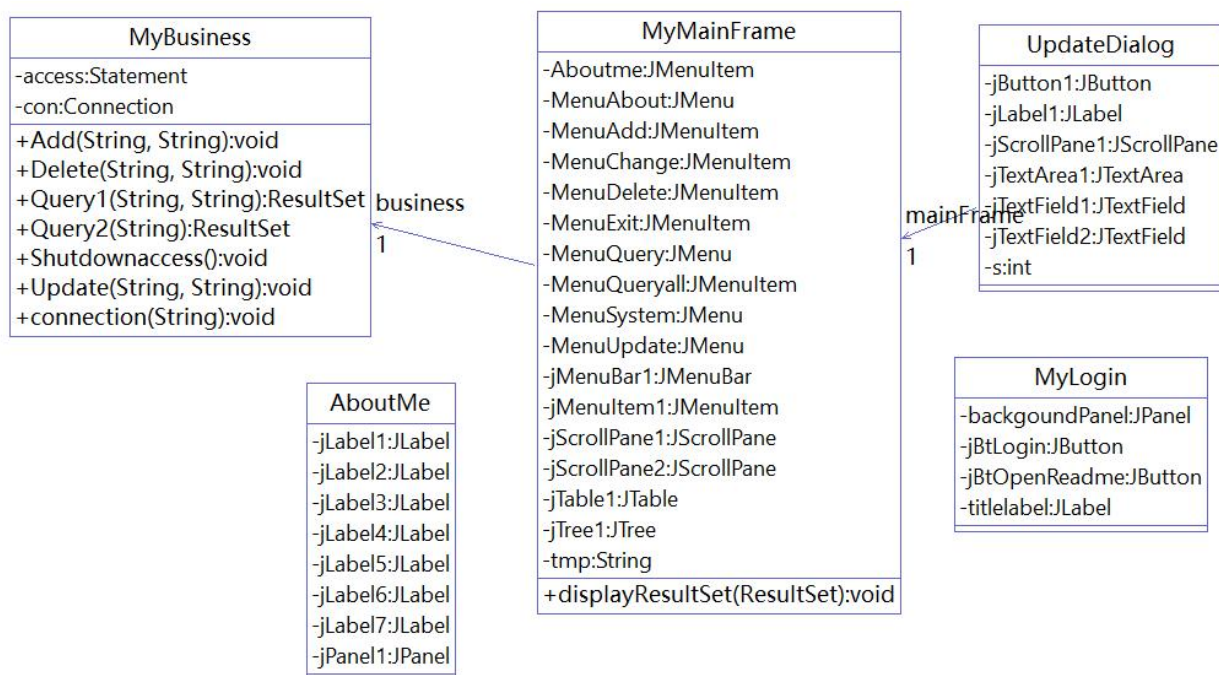 MyBusiness
-access:Statement
-con:Connection
+Add(String, String):void
+Delete(String, String):void
+Query1(String, String):ResultSet
+Query2(String):ResultSet
+Shutdownaccess():void
+Update(String, String):void
+connection(String):void
business
1
MyMainFrame
-Aboutme:JMenuItem
-MenuAbout:JMenu
-MenuAdd:JMenuItem
-MenuChange:JMenuItem
-MenuDelete:JMenuItem
-MenuExit:JMenuItem
-MenuQuery:JMenu
-MenuQueryall:JMenuItem
-MenuSystem:JMenu
-MenuUpdate:JMenu
-jMenuBar1:JMenuBar
-jMenuItem1:JMenuItem
-jScrollPane1:JScrollPane
-jScrollPane2:JScrollPane
-jTable1:JTable
-jTree1:JTree
-tmp:String
+displayResultSet(ResultSet):void
mainFrame
1
UpdateDialog
-jButton1:JButton
-jLabel1:JLabel
-jScrollPane1:JScrollPane
-jTextArea1:JTextArea
-jTextField1:JTextField
-jTextField2:JTextField
-s:int
AboutMe
-jLabel1:JLabel
-jLabel2:JLabel
-jLabel3:JLabel
-jLabel4:JLabel
-jLabel5:JLabel
-jLabel6:JLabel
-jLabel7:JLabel
-jPanel1:JPanel
MyLogin
-backgoundPanel:JPanel
-jBtLogin:JButton
-jBtOpenReadme:JButton
-titlelabel:JLabel